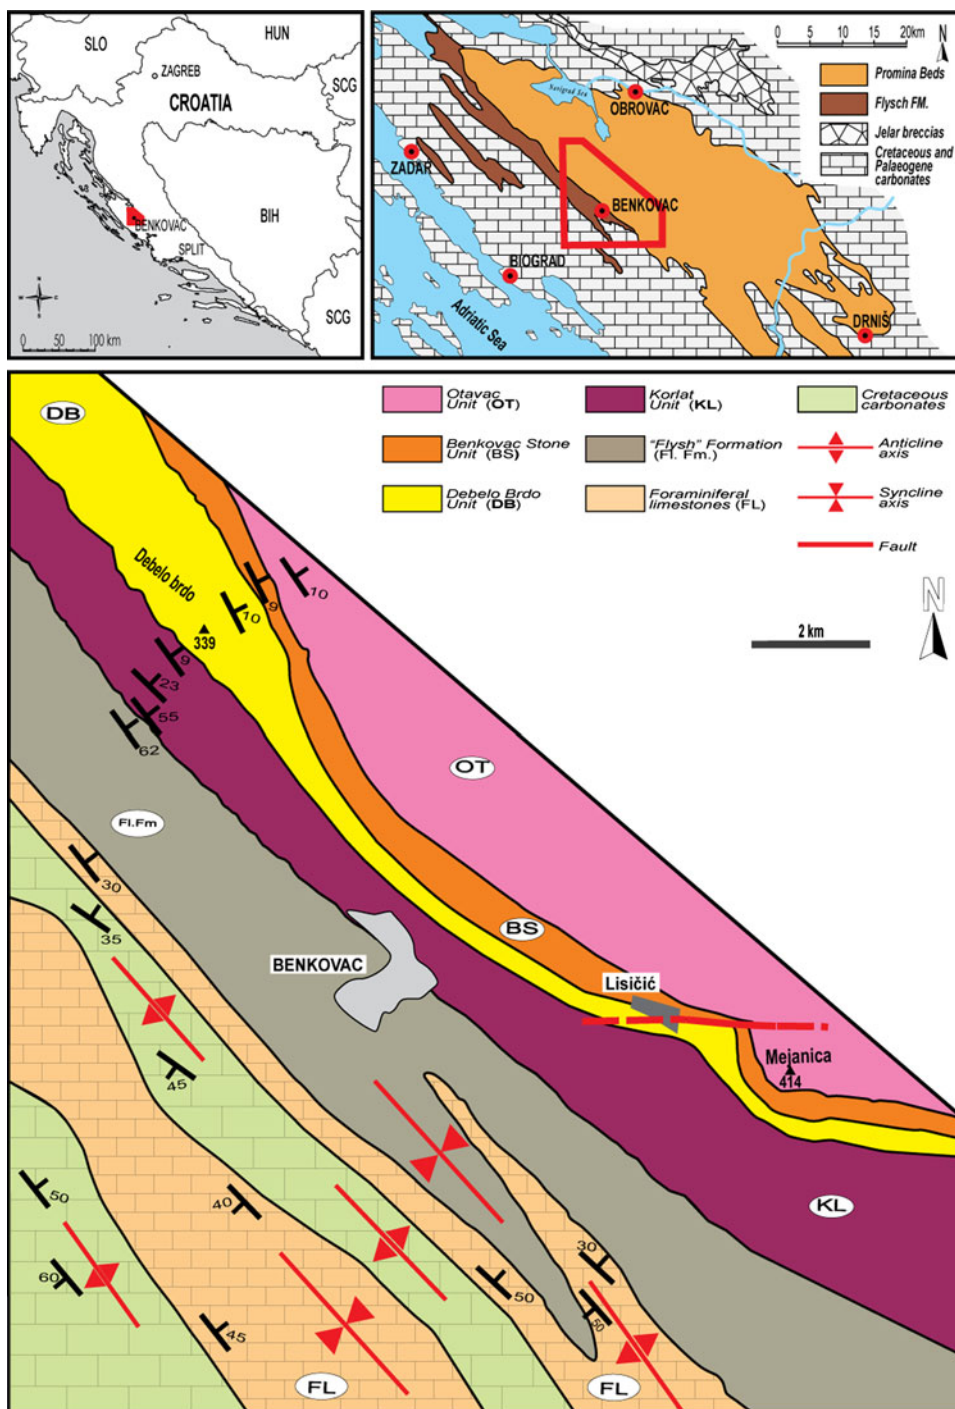 SLO
HUN
ZAGREB
SCG
CROATIA
BIH
BENKOVAC
SPLIT
SCG
0 50 100 km
0 5 10 15 20km
N
Promina Beds
Flysch FM.
Jelar breccias
Cretaceous and
Palaeogene
carbonates
Novigrad Sea
OBROVAC
ZADAR
BENKOVAC
BIOGRAD
Adriatic Sea
DRNIŠ
Otavac
Unit (OT)
Korlat
Unit (KL)
Cretaceous
carbonates
Benkovac Stone
Unit (BS)
"Flysh" Formation
(Fl. Fm.)
Anticline
axis
Debelo Brdo
Unit (DB)
Foraminiferal
limestones (FL)
Syncline
axis
Fault
N
2 km
DB
Debelo brdo
339
10
9
10
9
23
55
62
OT
Fl.Fm
30
35
BS
BENKOVAC
Lisičić
Mejanica
414
45
KL
50
40
30
60
50
50
45
FL
FL